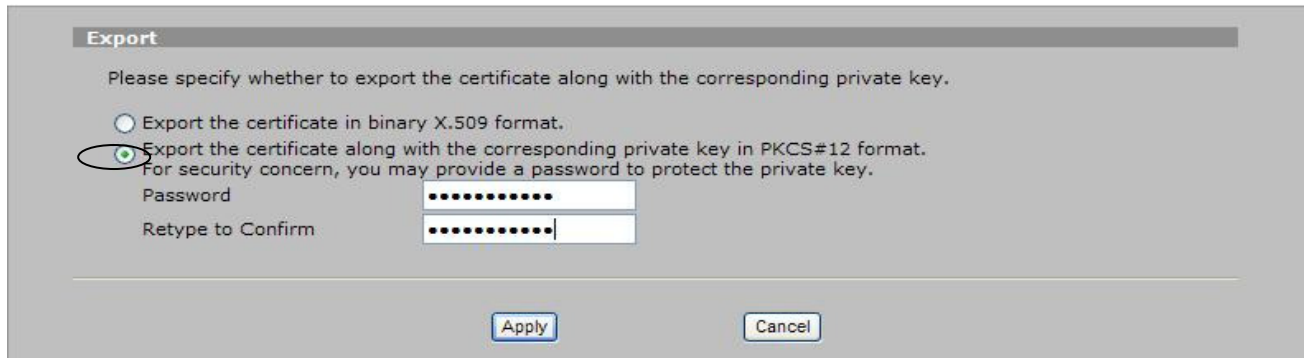 Export
Please specify whether to export the certificate along with the corresponding private key.
Export the certificate in binary X.509 format.
Export the certificate along with the corresponding private key in PKCS#12 format.
For security concern, you may provide a password to protect the private key.
Password
Retype to Confirm
Apply
Cancel